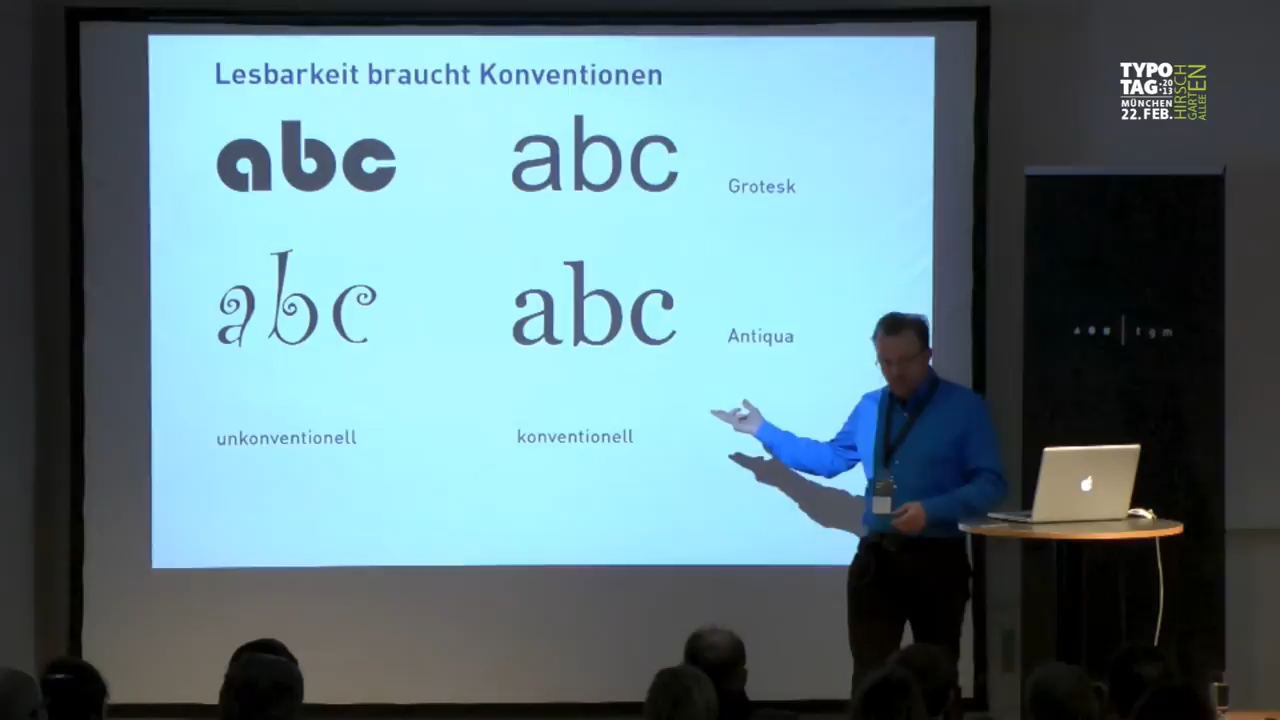 Lesbarkeit braucht Konventionen
abc
abc
Grotesk
abc
abc
Antiqua
unkonventionell
konventionell
TYPO
TAG:2013
MÜNCHEN
22. FEB.
HIRSCH
GARTEN
ALLEE
tgm